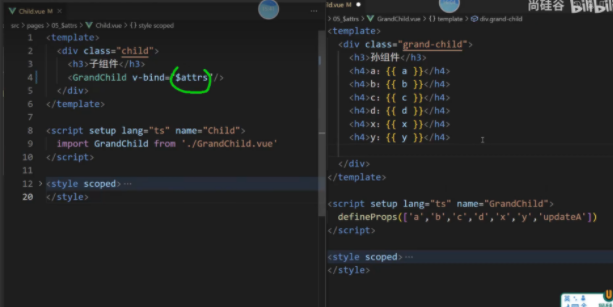 Child.vue
src > pages > 05_$attrs > Child.vue > style scoped
1 <template>
2 <div class="child">
3 <h3>子组件</h3>
4 <GrandChild v-bind="$attrs"/>
5 </div>
6 </template>
7
8 <script setup lang="ts" name="Child">
9 import GrandChild from './GrandChild.vue'
10 </script>
11
12 > <style scoped>…
20 </style>
尚硅谷 bilibili
05_$attrs > GrandChild.vue > template > div.grand-child
<template>
<div class="grand-child">
<h3>孙组件</h3>
<h4>a: {{ a }}</h4>
<h4>b: {{ b }}</h4>
<h4>c: {{ c }}</h4>
<h4>d: {{ d }}</h4>
<h4>x: {{ x }}</h4>
<h4>y: {{ y }}</h4>
</div>
</template>
<script setup lang="ts" name="GrandChild">
defineProps(['a','b','c','d','x','y','updateA'])
</script>
<style scoped>…
</style>
英